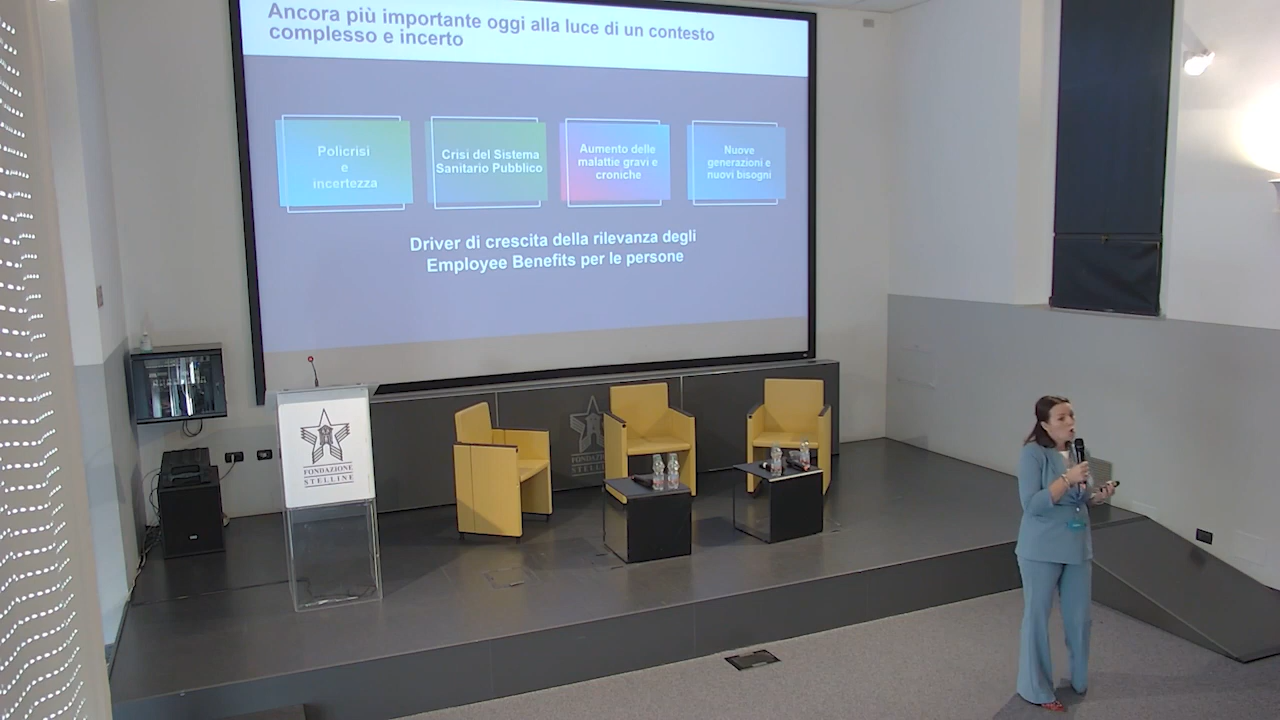 Ancora più importante oggi alla luce di un contesto
complesso e incerto
Policrisi
e
incertezza
Crisi del Sistema
Sanitario Pubblico
Aumento delle
malattie gravi e
croniche
Nuove
generazioni e
nuovi bisogni
Driver di crescita della rilevanza degli
Employee Benefits per le persone
FONDAZIONE
STELLINE
FONDAZIONE
STELLINE